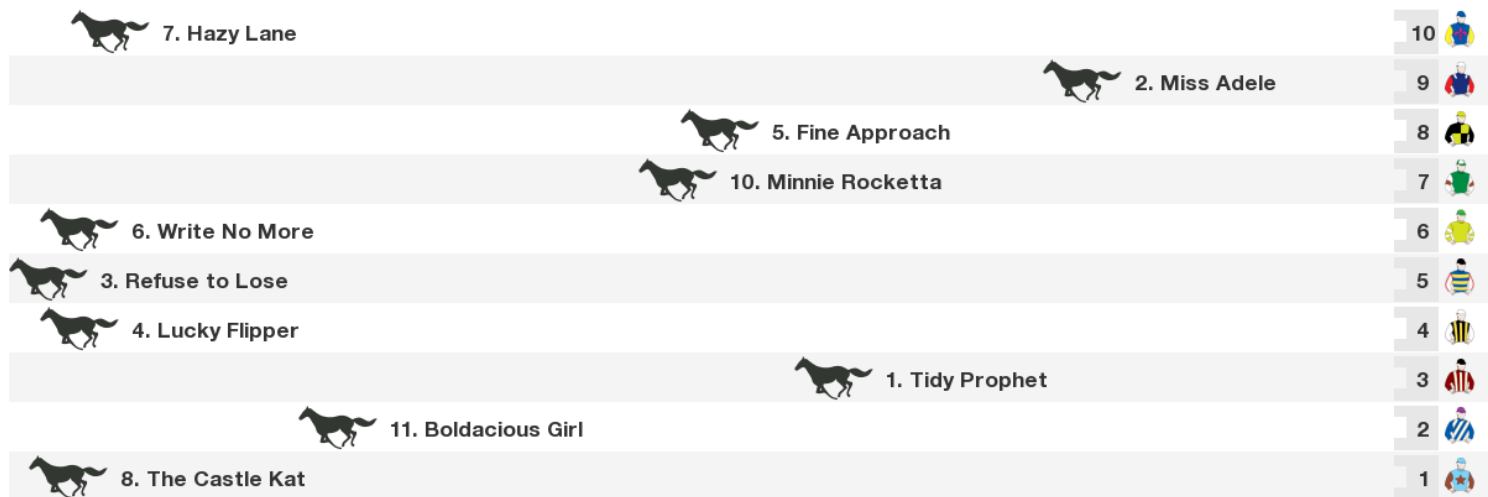 7. Hazy Lane 10
2. Miss Adele 9
5. Fine Approach 8
10. Minnie Rocketta 7
6. Write No More 6
3. Refuse to Lose 5
4. Lucky Flipper 4
1. Tidy Prophet 3
11. Boldacious Girl 2
8. The Castle Kat 1